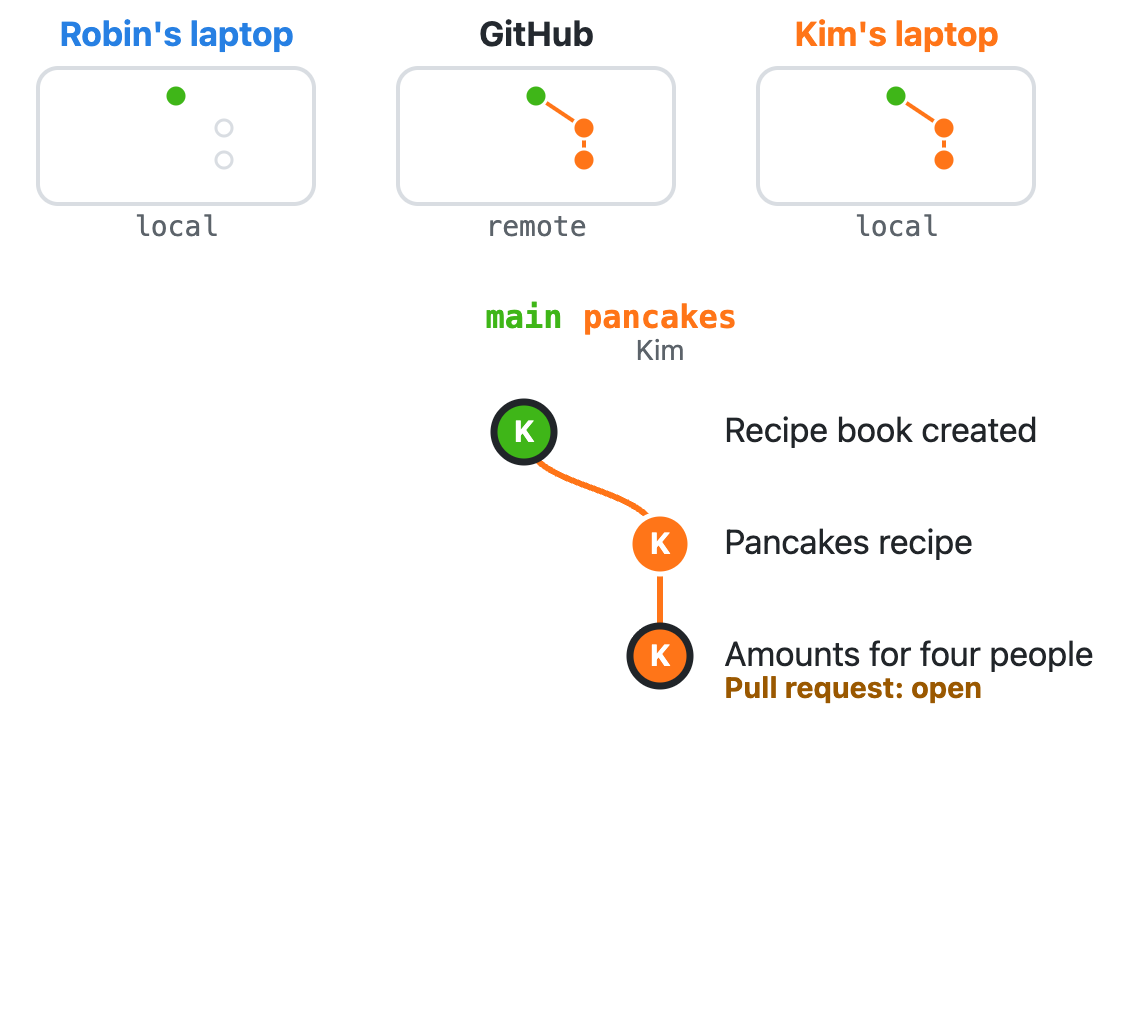 Robin's laptop
GitHub
Kim's laptop
local
remote
local
main pancakes
Kim
K
Recipe book created
K
Pancakes recipe
K
Amounts for four people
Pull request: open